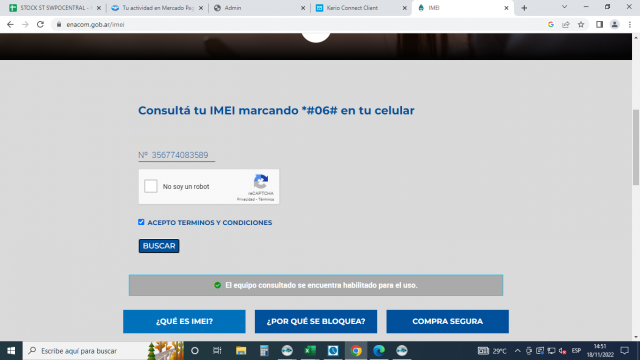 STOCK ST SWPOCENTRAL -
Tu actividad en Mercado Pa
Admin
Kerio Connect Client
IMEI
enacom.gob.ar/imei
Consultá tu IMEI marcando *#06# en tu celular
Nº 356774083589
No soy un robot
reCAPTCHA
Privacidad - Términos
ACEPTO TERMINOS Y CONDICIONES
BUSCAR
El equipo consultado se encuentra habilitado para el uso.
¿QUÉ ES IMEI?
¿POR QUÉ SE BLOQUEA?
COMPRA SEGURA
Escribe aquí para buscar
29°C
ESP
14:51
18/11/2022